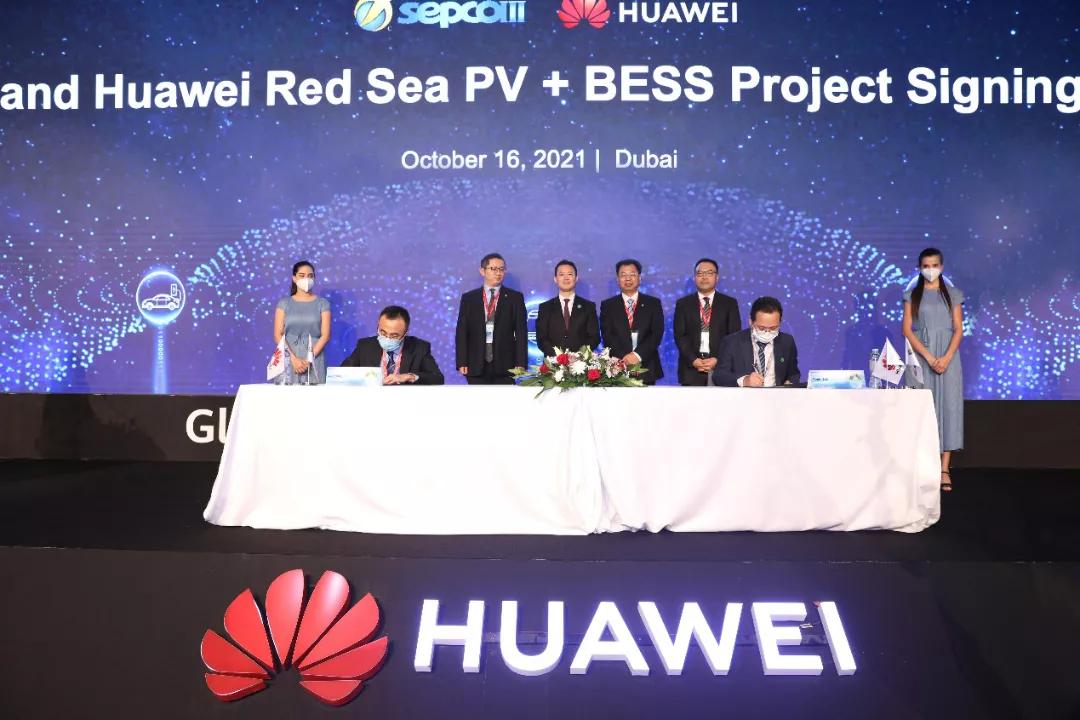 SEPCOIII HUAWEI
and Huawei Red Sea PV + BESS Project Signing
October 16, 2021 | Dubai
Gl
HUAWEI